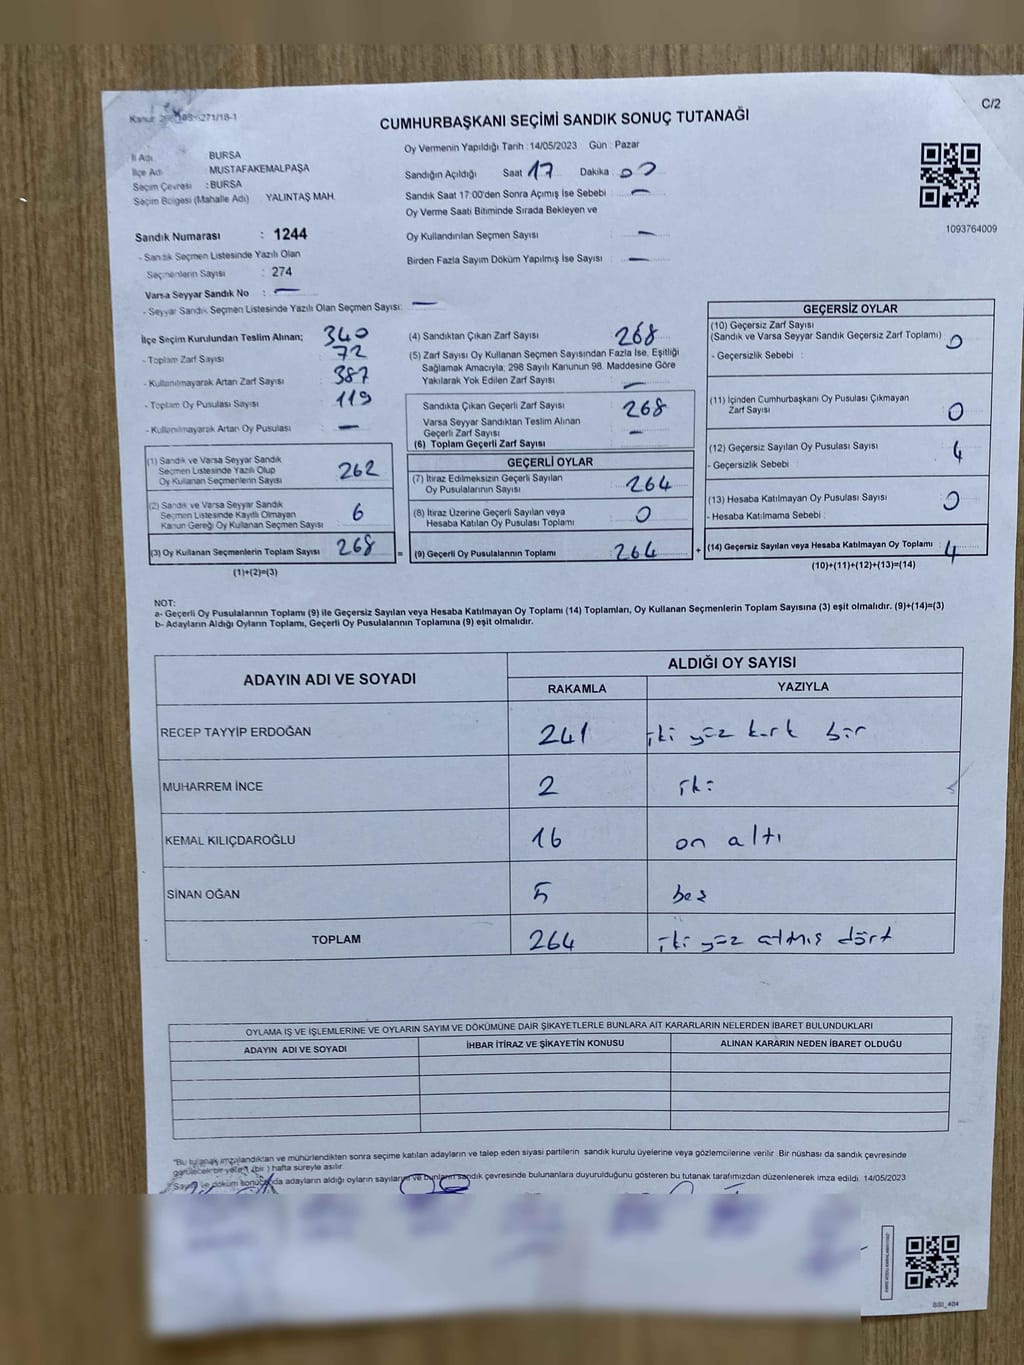 C/2
CUMHURBAŞKANI SEÇİMİ SANDIK SONUÇ TUTANAĞI
İl Adı BURSA
İlçe Adı MUSTAFAKEMALPAŞA
Seçim Çevresi : BURSA
Seçim Bölgesi (Mahalle Adı) YALINTAŞ MAH.
Sandık Numarası : 1244
- Sandık Seçmen Listesinde Yazılı Olan
Seçmenlerin Sayısı : 274
Varsa Seyyar Sandık No : —
- Seyyar Sandık Seçmen Listesinde Yazılı Olan Seçmen Sayısı: —
Oy Vermenin Yapıldığı Tarih : 14/05/2023 Gün : Pazar
Sandığın Açıldığı Saat 17 Dakika 00
Sandık Saat 17:00'den Sonra Açımış İse Sebebi —
Oy Verme Saati Bitiminde Sırada Bekleyen ve
Oy Kullandırılan Seçmen Sayısı : —
Birden Fazla Sayım Döküm Yapılmış İse Sayısı : —
1093764009
İlçe Seçim Kurulundan Teslim Alınan; 340
- Toplam Zarf Sayısı : 72
- Kullanılmayarak Artan Zarf Sayısı : 387
- Toplam Oy Pusulası Sayısı : 119
- Kullanılmayarak Artan Oy Pusulası : —
(1) Sandık ve Varsa Seyyar Sandık
Seçmen Listesinde Yazılı Olup
Oy Kullanan Seçmenlerin Sayısı 262
(2) Sandık ve Varsa Seyyar Sandık
Seçmen Listesinde Kayıtlı Olmayan
Kanun Gereği Oy Kullanan Seçmen Sayısı 6
(3) Oy Kullanan Seçmenlerin Toplam Sayısı 268 =
(1)+(2)=(3)
(4) Sandıktan Çıkan Zarf Sayısı 268
(5) Zarf Sayısı Oy Kullanan Seçmen Sayısından Fazla İse, Eşitliği
Sağlamak Amacıyla; 298 Sayılı Kanunun 98. Maddesine Göre
Yakılarak Yok Edilen Zarf Sayısı : —
Sandıkta Çıkan Geçerli Zarf Sayısı : 268
Varsa Seyyar Sandıktan Teslim Alınan
Geçerli Zarf Sayısı : —
(6) Toplam Geçerli Zarf Sayısı
GEÇERLİ OYLAR
(7) İtiraz Edilmeksizin Geçerli Sayılan
Oy Pusulalarının Sayısı : 264
(8) İtiraz Üzerine Geçerli Sayılan veya
Hesaba Katılan Oy Pusulası Toplamı 0
(9) Geçerli Oy Pusulalarının Toplamı 264 +
GEÇERSİZ OYLAR
(10) Geçersiz Zarf Sayısı
(Sandık ve Varsa Seyyar Sandık Geçersiz Zarf Toplamı) : 0
- Geçersizlik Sebebi :
(11) İçinden Cumhurbaşkanı Oy Pusulası Çıkmayan
Zarf Sayısı : 0
(12) Geçersiz Sayılan Oy Pusulası Sayısı : 4
- Geçersizlik Sebebi :
(13) Hesaba Katılmayan Oy Pusulası Sayısı : 0
- Hesaba Katılmama Sebebi :
(14) Geçersiz Sayılan veya Hesaba Katılmayan Oy Toplamı : 4
(10)+(11)+(12)+(13)=(14)
NOT:
a- Geçerli Oy Pusulalarının Toplamı (9) ile Geçersiz Sayılan veya Hesaba Katılmayan Oy Toplamı (14) Toplamları, Oy Kullanan Seçmenlerin Toplam Sayısına (3) eşit olmalıdır. (9)+(14)=(3)
b- Adayların Aldığı Oyların Toplamı, Geçerli Oy Pusulalarının Toplamına (9) eşit olmalıdır.
ADAYIN ADI VE SOYADI ALDIĞI OY SAYISI
RAKAMLA YAZIYLA
RECEP TAYYİP ERDOĞAN 241 iki yüz kırk bir
MUHARREM İNCE 2 iki
KEMAL KILIÇDAROĞLU 16 on altı
SİNAN OĞAN 5 beş
TOPLAM 264 iki yüz altmış dört
OYLAMA İŞ VE İŞLEMLERİNE VE OYLARIN SAYIM VE DÖKÜMÜNE DAİR ŞİKAYETLERLE BUNLARA AİT KARARLARIN NELERDEN İBARET BULUNDUKLARI
ADAYIN ADI VE SOYADI İHBAR İTİRAZ VE ŞİKAYETİN KONUSU ALINAN KARARIN NEDEN İBARET OLDUĞU
*Bu tutanak imzalandıktan ve mühürlendikten sonra seçime katılan adayların ve talep eden siyasi partilerin sandık kurulu üyelerine veya gözlemcilerine verilir. Bir nüshası da sandık çevresinde
görülecek bir yere 1 (bir ) hafta süreyle asılır.
*Sayım ve döküm sonucunda adayların aldığı oyların sayıları ve bunların sandık çevresinde bulunanlara duyurulduğunu gösteren bu tutanak tarafımızdan düzenlenerek imza edildi. 14/05/2023